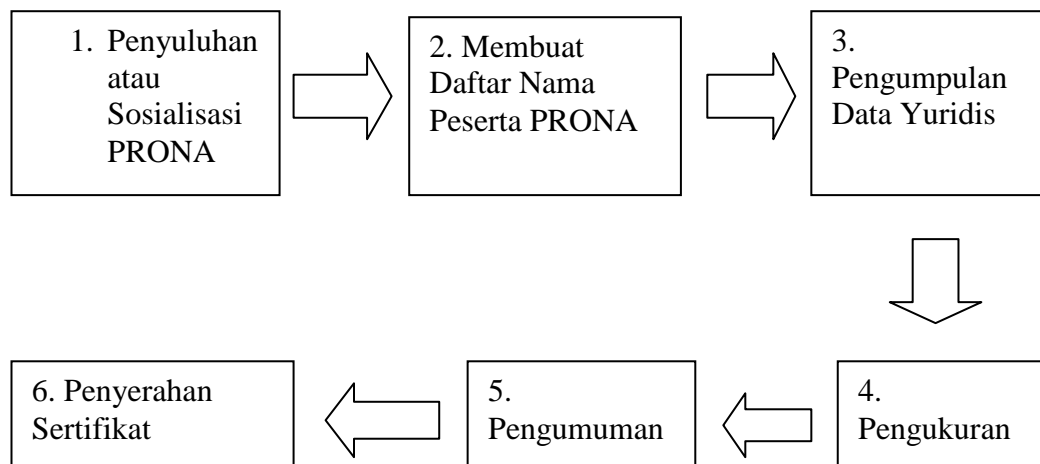 1. Penyuluhan
atau
Sosialisasi
PRONA
2. Membuat
Daftar Nama
Peserta PRONA
3.
Pengumpulan
Data Yuridis
4.
Pengukuran
5.
Pengumuman
6. Penyerahan
Sertifikat